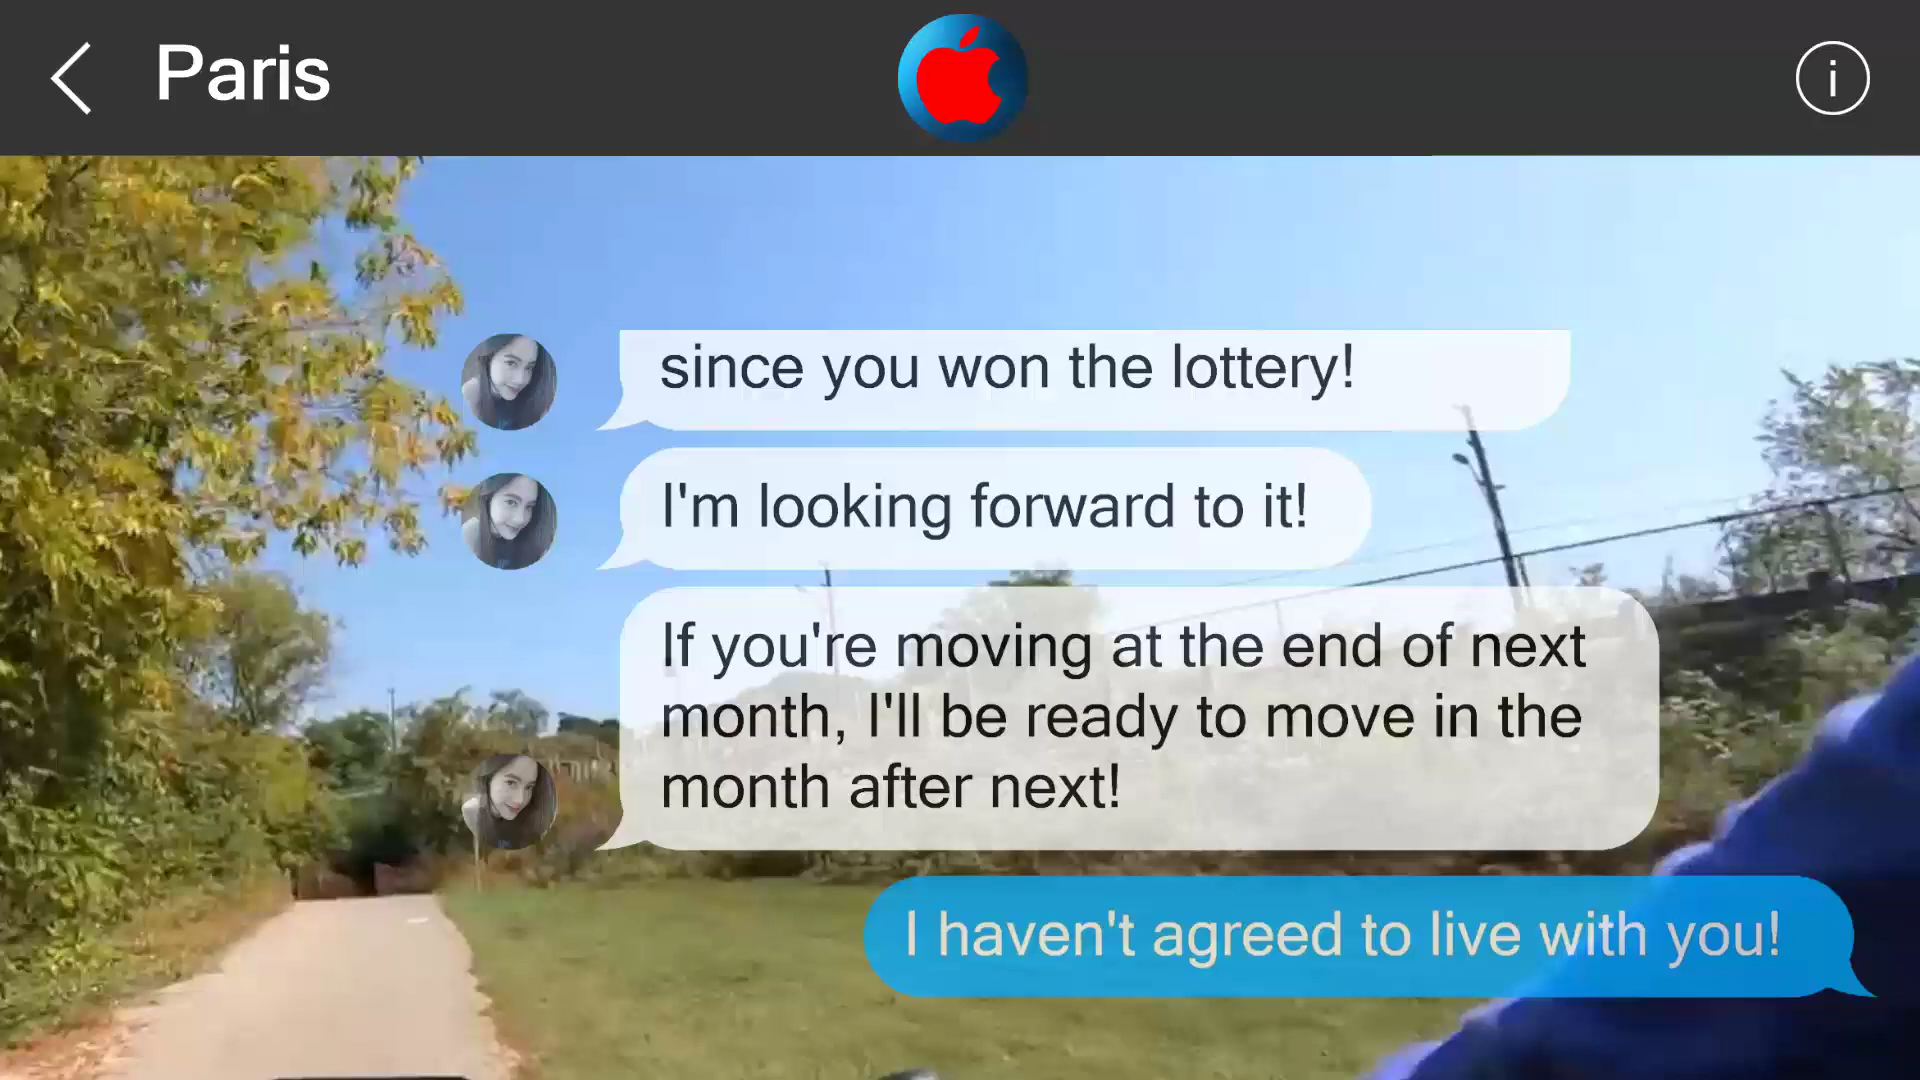 Paris
since you won the lottery!
I'm looking forward to it!
If you're moving at the end of next
month, I'll be ready to move in the
month after next!
I haven't agreed to live with you!